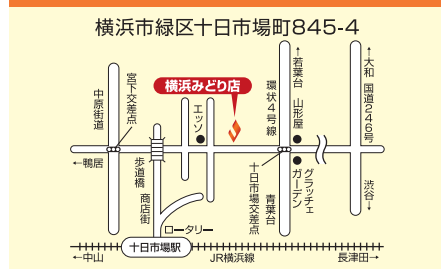 横浜市緑区十日市場町845-4
中原街道
宮下交差点
横浜みどり店
エッソ
環状4号線
←若葉台
山形屋
←大和
国道246号
←鴨居
歩道橋
商店街
十日市場交差点
青葉台
グラッチェ
ガーデン
渋谷→
ロータリー
十日市場駅
←中山
JR横浜線
長津田→